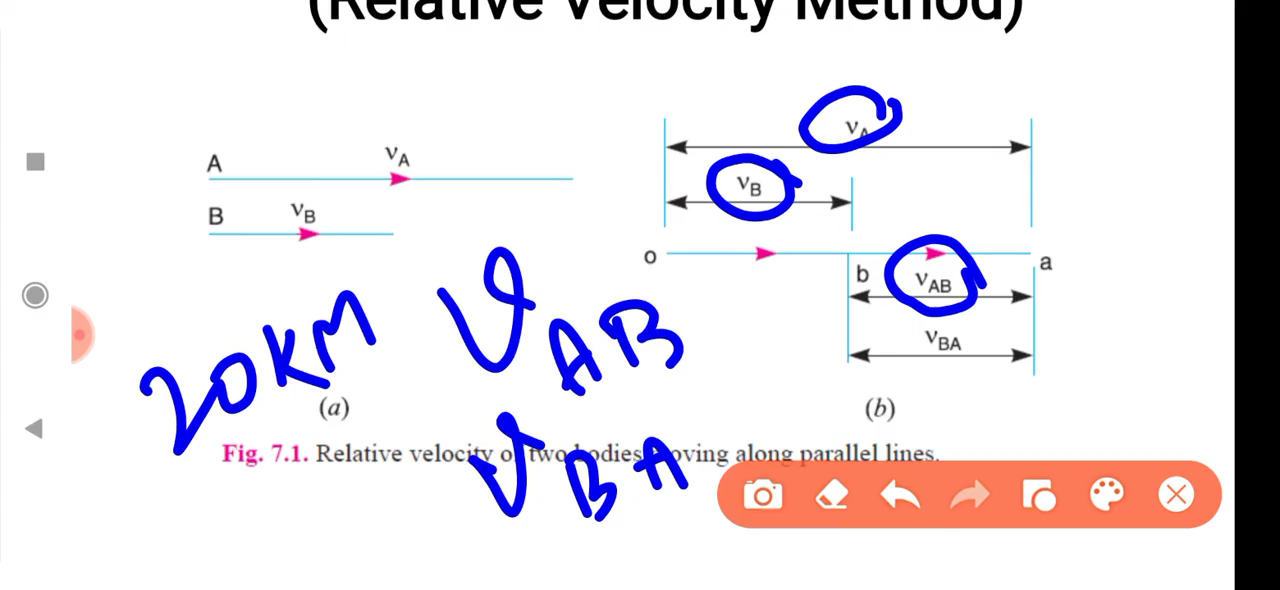 (Relative Velocity Method)
A vA
B vB
vA
vB
o b vAB a
vBA
20KM
VAB
VBA
(a) (b)
Fig. 7.1. Relative velocity of two bodies moving along parallel lines.